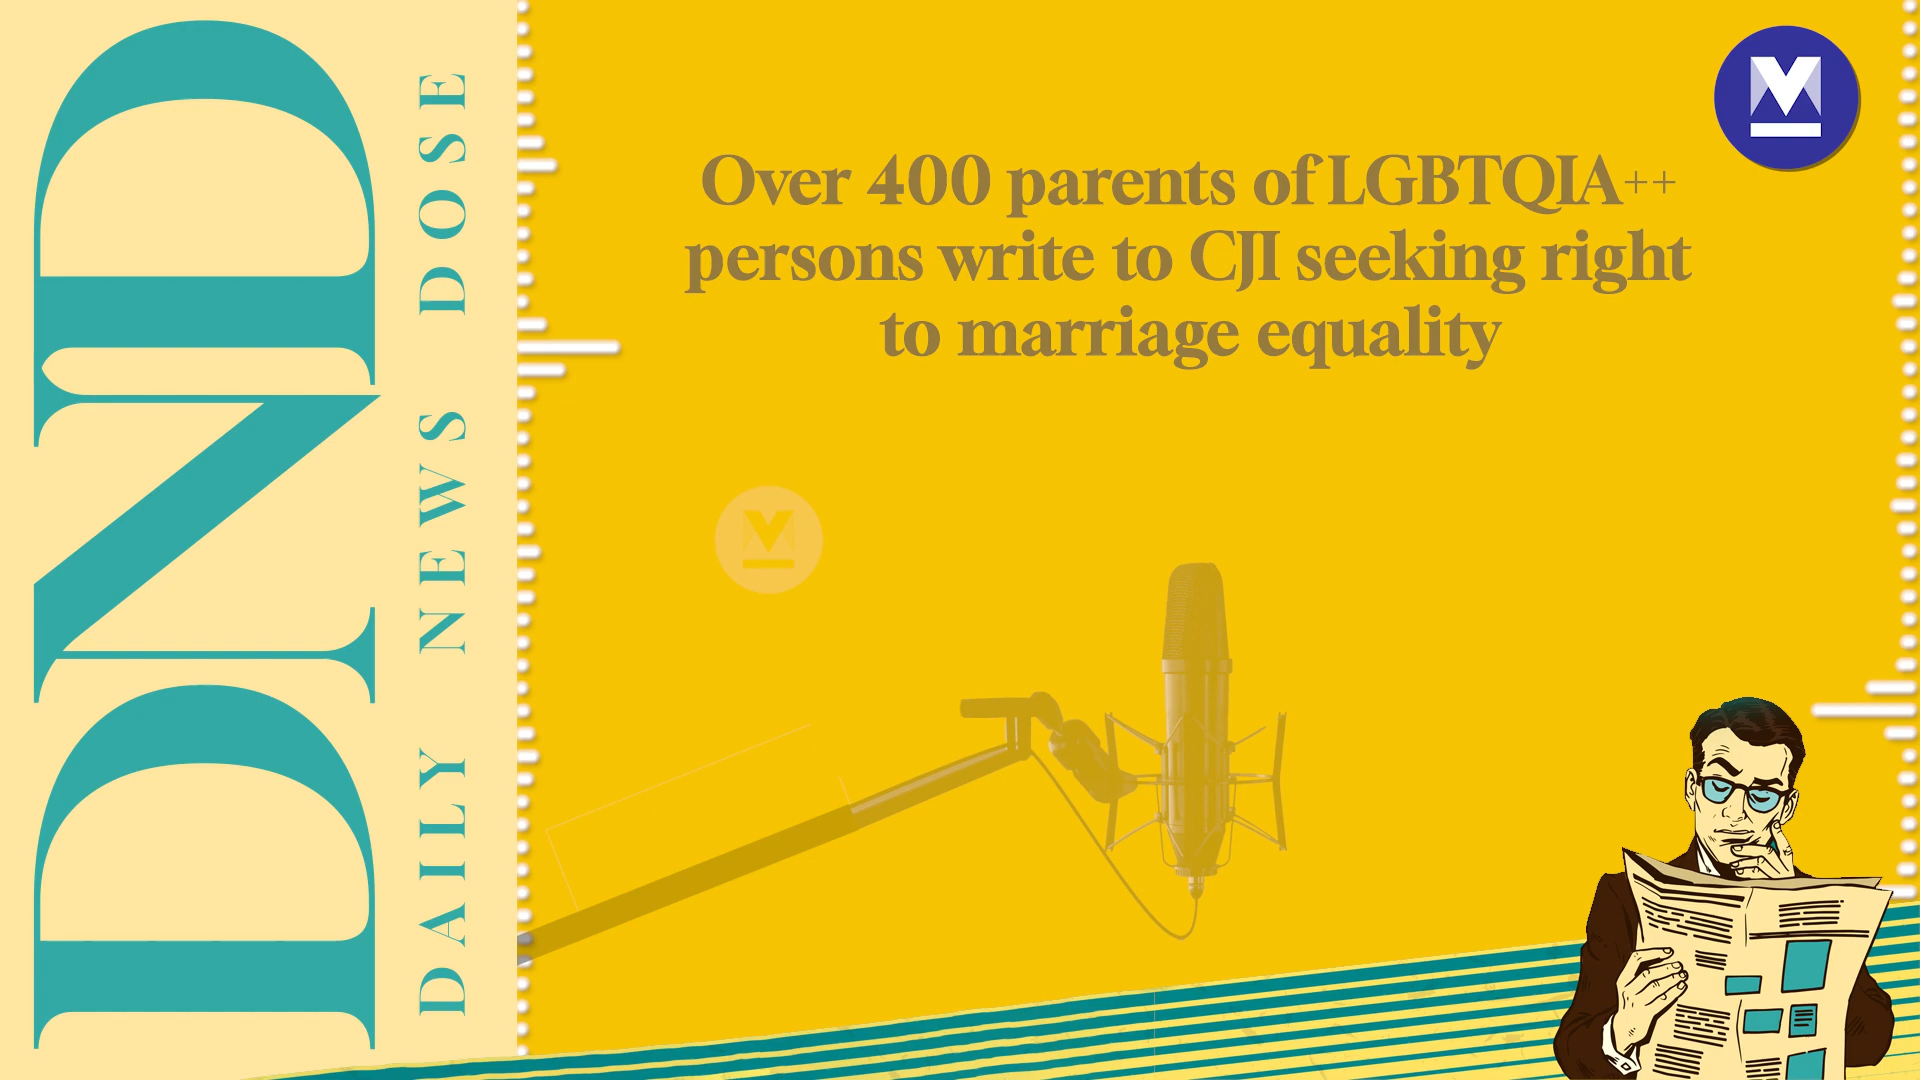 DND
DAILY NEWS DOSE
Over 400 parents of LGBTQIA++
persons write to CJI seeking right
to marriage equality